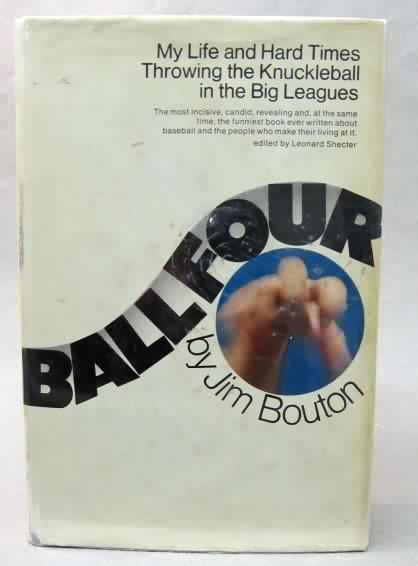 My Life and Hard Times
Throwing the Knuckleball
in the Big Leagues
The most incisive, candid, revealing and, at the same
time, the funniest book ever written about
baseball and the people who make their living at it.
edited by Leonard Shecter
BALL FOUR
by Jim Bouton